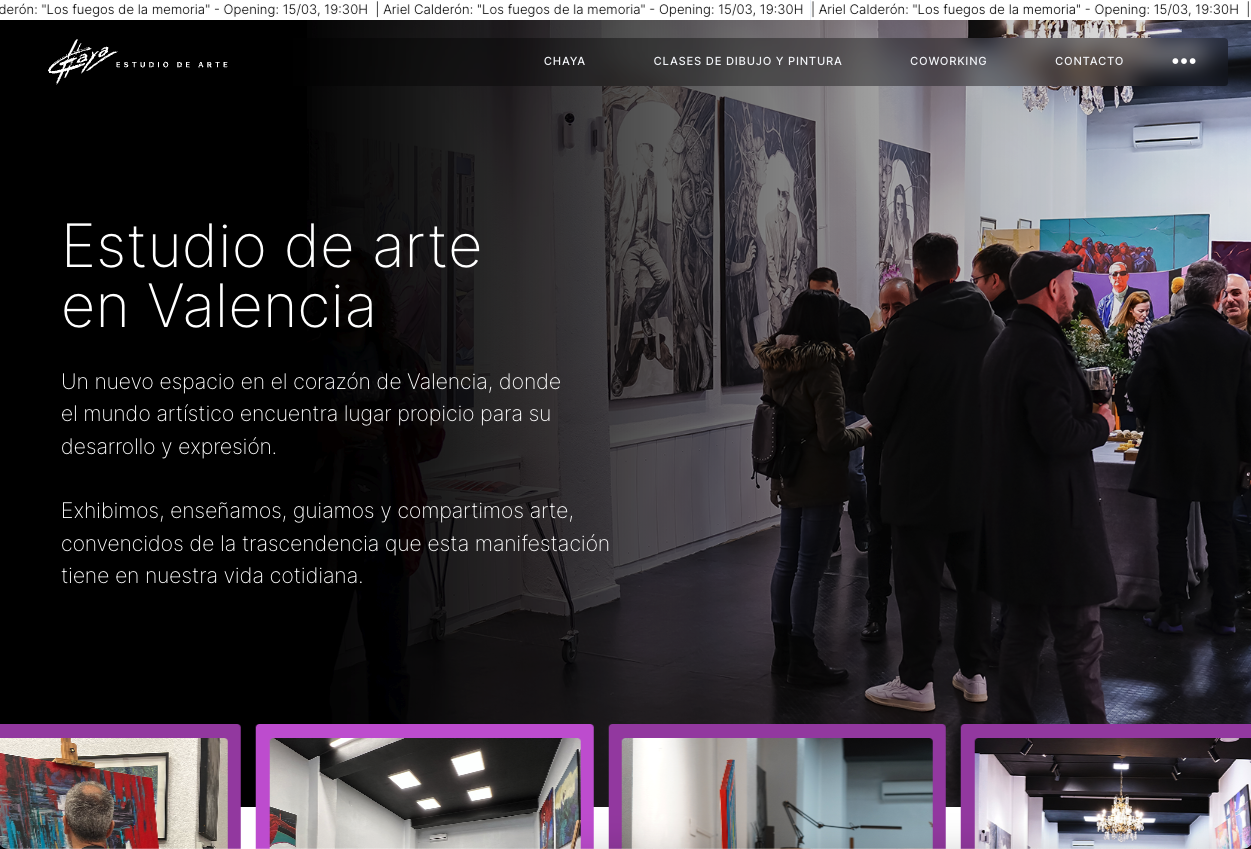 derón: "Los fuegos de la memoria" - Opening: 15/03, 19:30H | Ariel Calderón: "Los fuegos de la memoria" - Opening: 15/03, 19:30H | Ariel Calderón: "Los fuegos de la memoria" - Opening: 15/03, 19:30H |
Chaya ESTUDIO DE ARTE
CHAYA CLASES DE DIBUJO Y PINTURA COWORKING CONTACTO
Estudio de arte
en Valencia
Un nuevo espacio en el corazón de Valencia, donde
el mundo artístico encuentra lugar propicio para su
desarrollo y expresión.
Exhibimos, enseñamos, guiamos y compartimos arte,
convencidos de la trascendencia que esta manifestación
tiene en nuestra vida cotidiana.